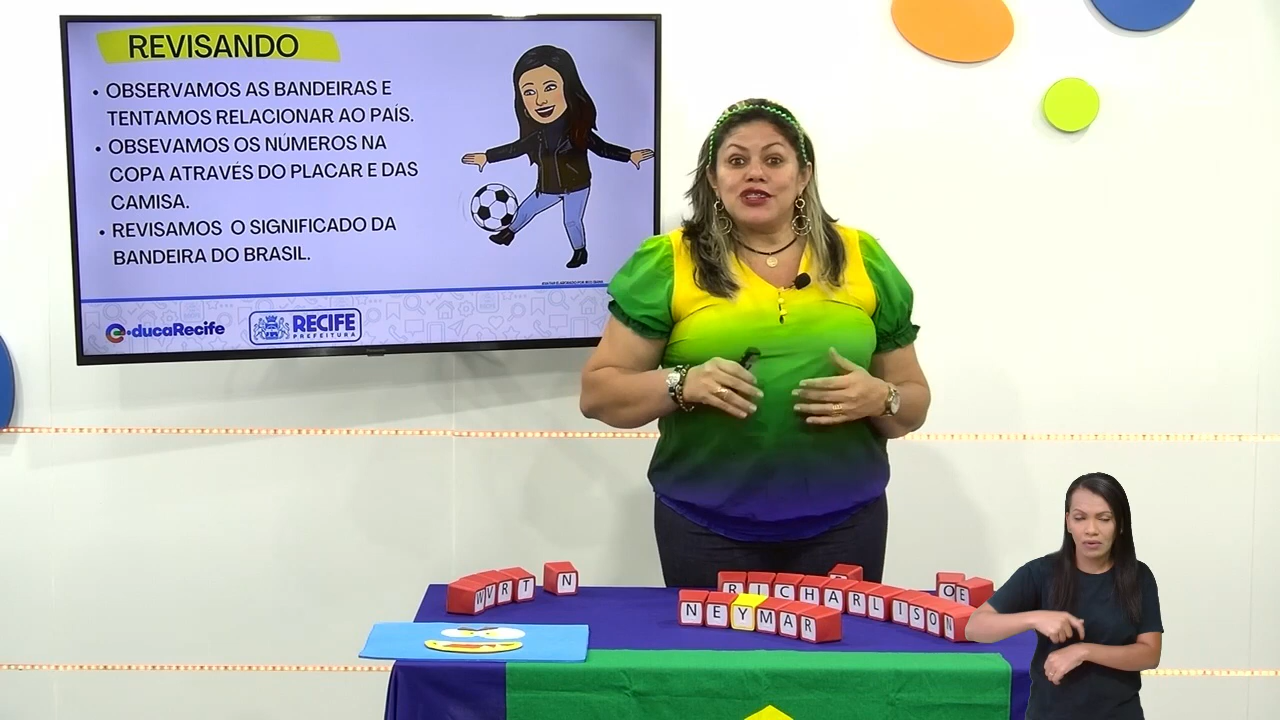 REVISANDO
• OBSERVAMOS AS BANDEIRAS E
TENTAMOS RELACIONAR AO PAÍS.
• OBSEVAMOS OS NÚMEROS NA
COPA ATRAVÉS DO PLACAR E DAS
CAMISA.
• REVISAMOS O SIGNIFICADO DA
BANDEIRA DO BRASIL.
e·ducaRecife
RECIFE
PREFEITURA
Panasonic
W V R T N
RICHARLISON
O E
NEYMAR